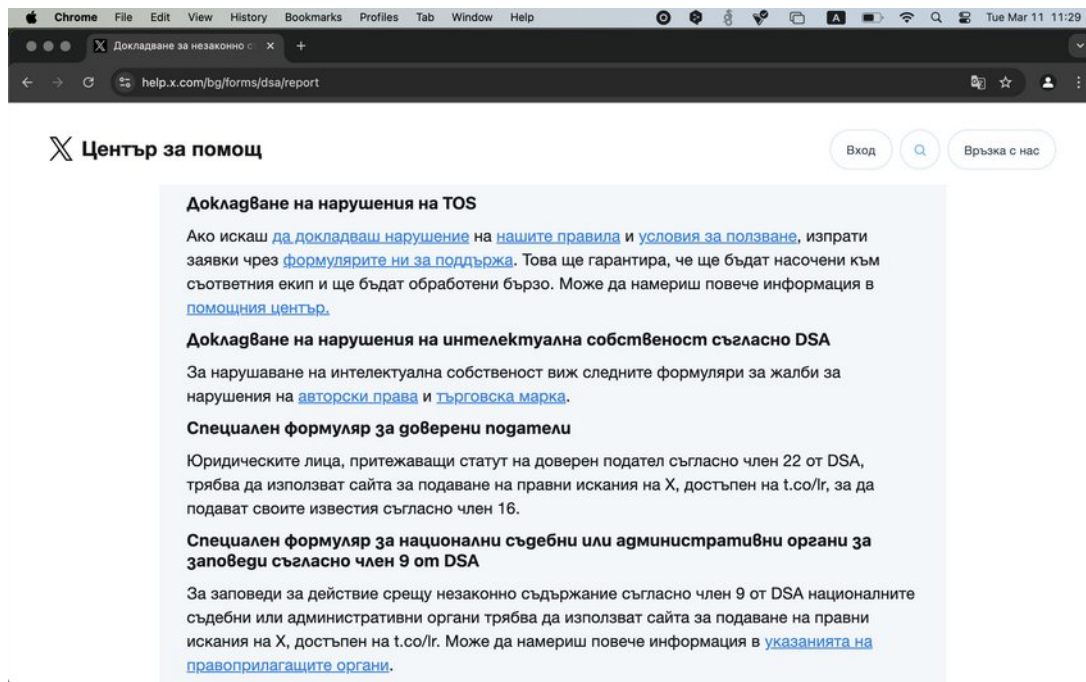 Chrome File Edit View History Bookmarks Profiles Tab Window Help A Tue Mar 11 11:29
Докладване за незаконно с
help.x.com/bg/forms/dsa/report
Център за помощ
Вход
Връзка с нас
Докладване на нарушения на TOS
Ако искаш да докладваш нарушение на нашите правила и условия за ползване, изпрати
заявки чрез формулярите ни за поддържа. Това ще гарантира, че ще бъдат насочени към
съответния екип и ще бъдат обработени бързо. Може да намериш повече информация в
помощния център.
Докладване на нарушения на интелектуална собственост съгласно DSA
За нарушаване на интелектуална собственост виж следните формуляри за жалби за
нарушения на авторски права и търговска марка.
Специален формуляр за доверени податели
Юридическите лица, притежаващи статут на доверен подател съгласно член 22 от DSA,
трябва да използват сайта за подаване на правни искания на X, достъпен на t.co/lr, за да
подават своите известия съгласно член 16.
Специален формуляр за национални съдебни или административни органи за
заповеди съгласно член 9 от DSA
За заповеди за действие срещу незаконно съдържание съгласно член 9 от DSA националните
съдебни или административни органи трябва да използват сайта за подаване на правни
искания на X, достъпен на t.co/lr. Може да намериш повече информация в указанията на
правоприлагащите органи.